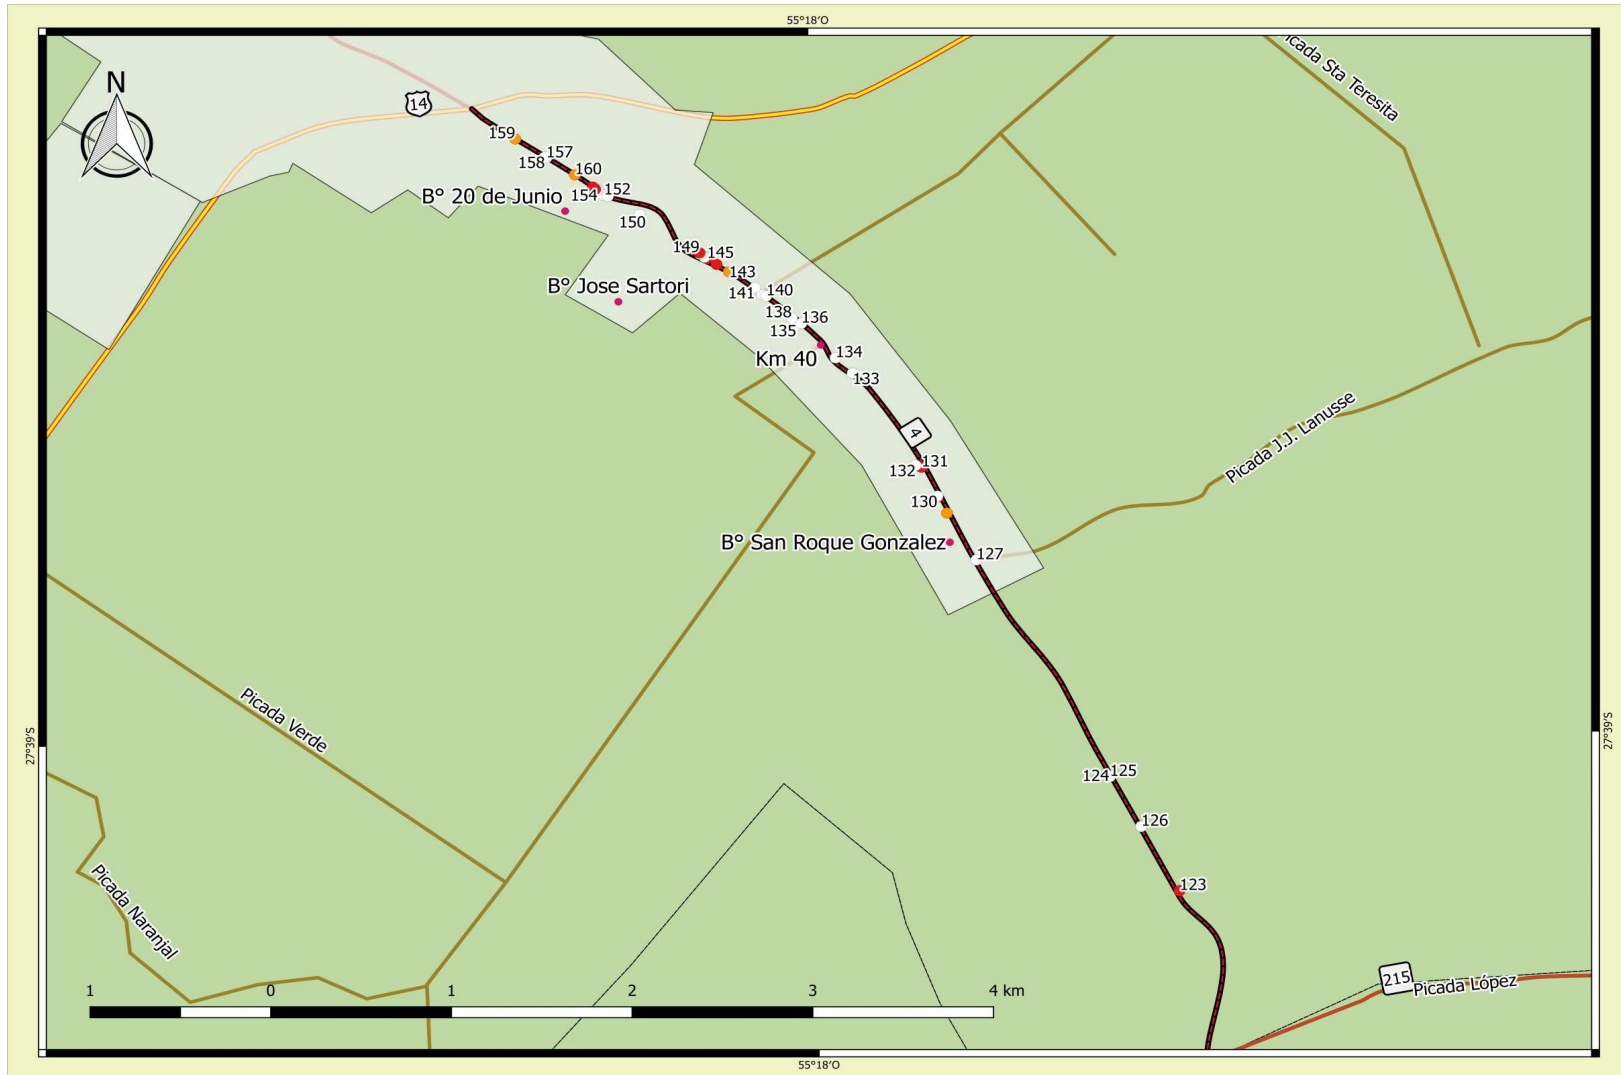 55°18'O
Picada Sta Teresita
N
14
159
157
158
160
154
152
B° 20 de Junio
150
149
145
143
B° Jose Sartori
141
140
138
136
135
134
Km 40
133
Picada J.J. Lanusse
4
131
132
130
B° San Roque Gonzalez
127
Picada Verde
27°39'S
27°39'S
124
125
126
Picada Naranjal
123
215
Picada López
1 0 1 2 3 4 km
55°18'O